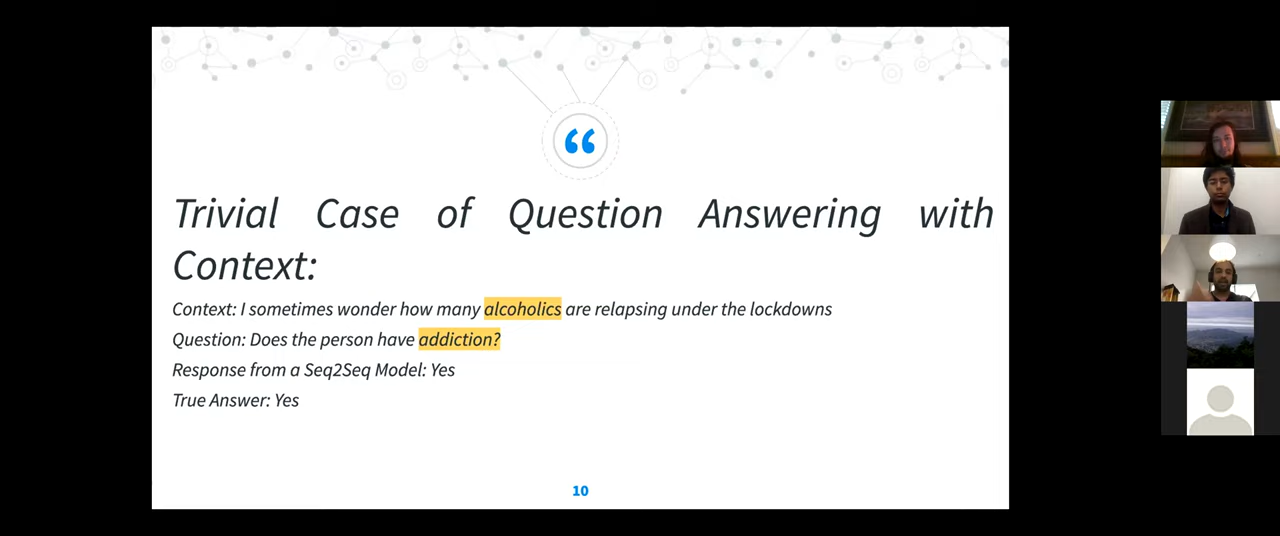 “
Trivial Case of Question Answering with
Context:
Context: I sometimes wonder how many alcoholics are relapsing under the lockdowns
Question: Does the person have addiction?
Response from a Seq2Seq Model: Yes
True Answer: Yes
10